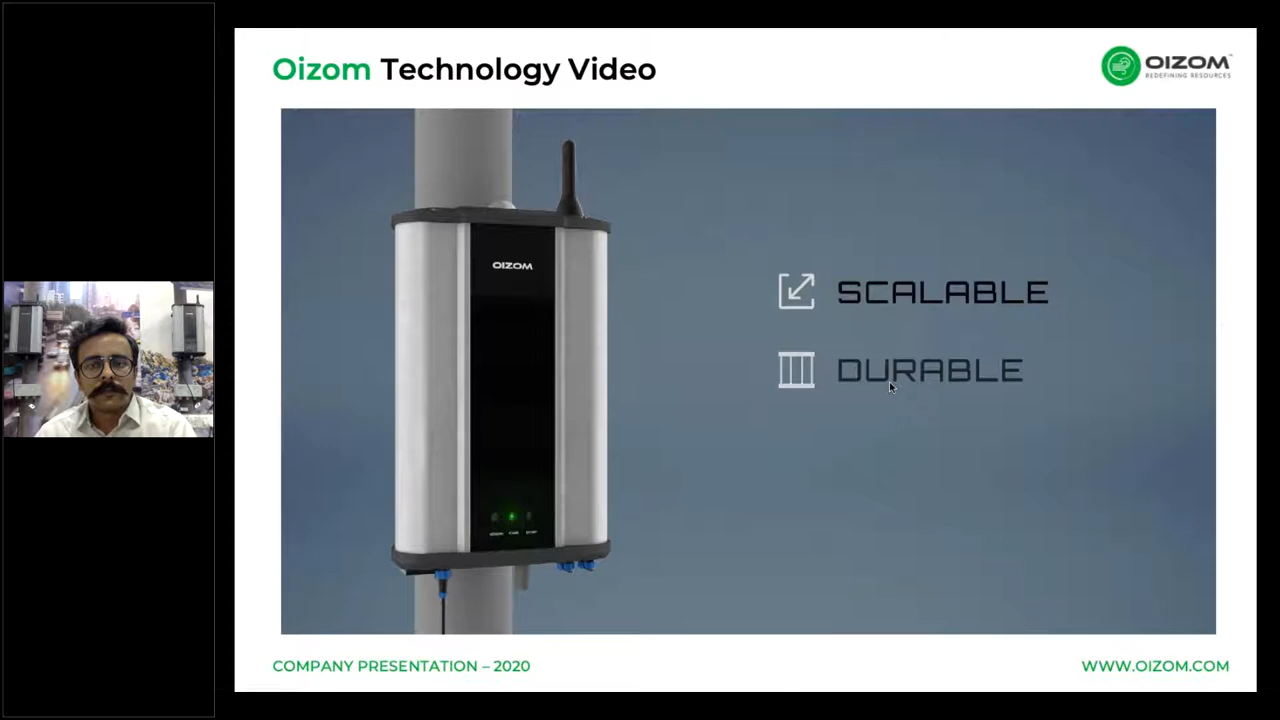 Oizom Technology Video
OIZOM
REDEFINING RESOURCES
OIZOM
SCALABLE
DURABLE
COMPANY PRESENTATION – 2020
WWW.OIZOM.COM